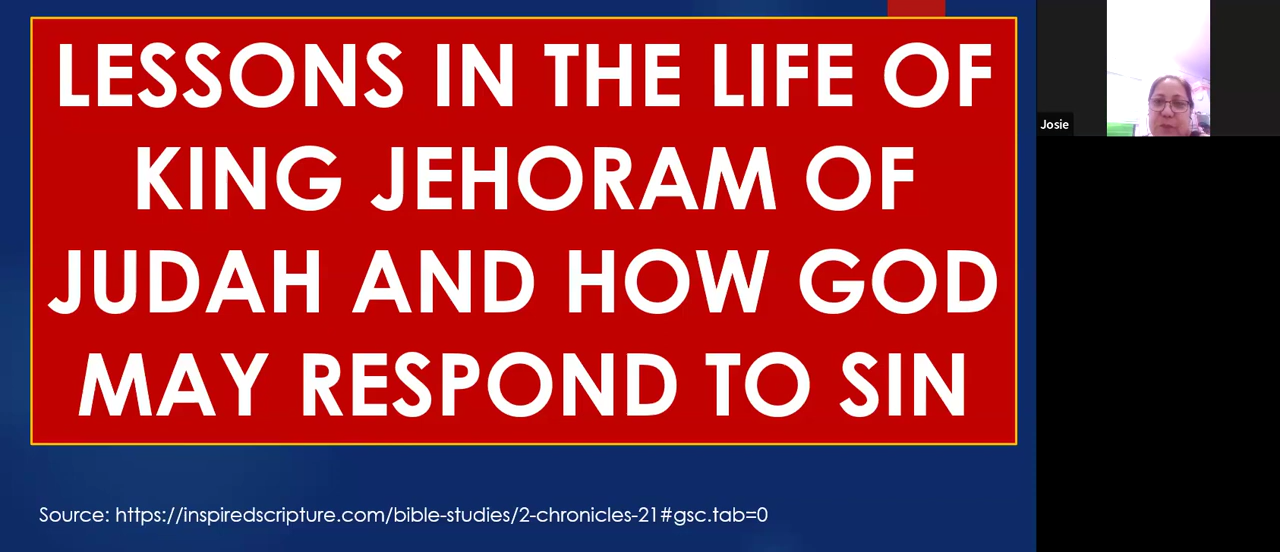 LESSONS IN THE LIFE OF
KING JEHORAM OF
JUDAH AND HOW GOD
MAY RESPOND TO SIN
Josie
Source: https://inspiredscripture.com/bible-studies/2-chronicles-21#gsc.tab=0